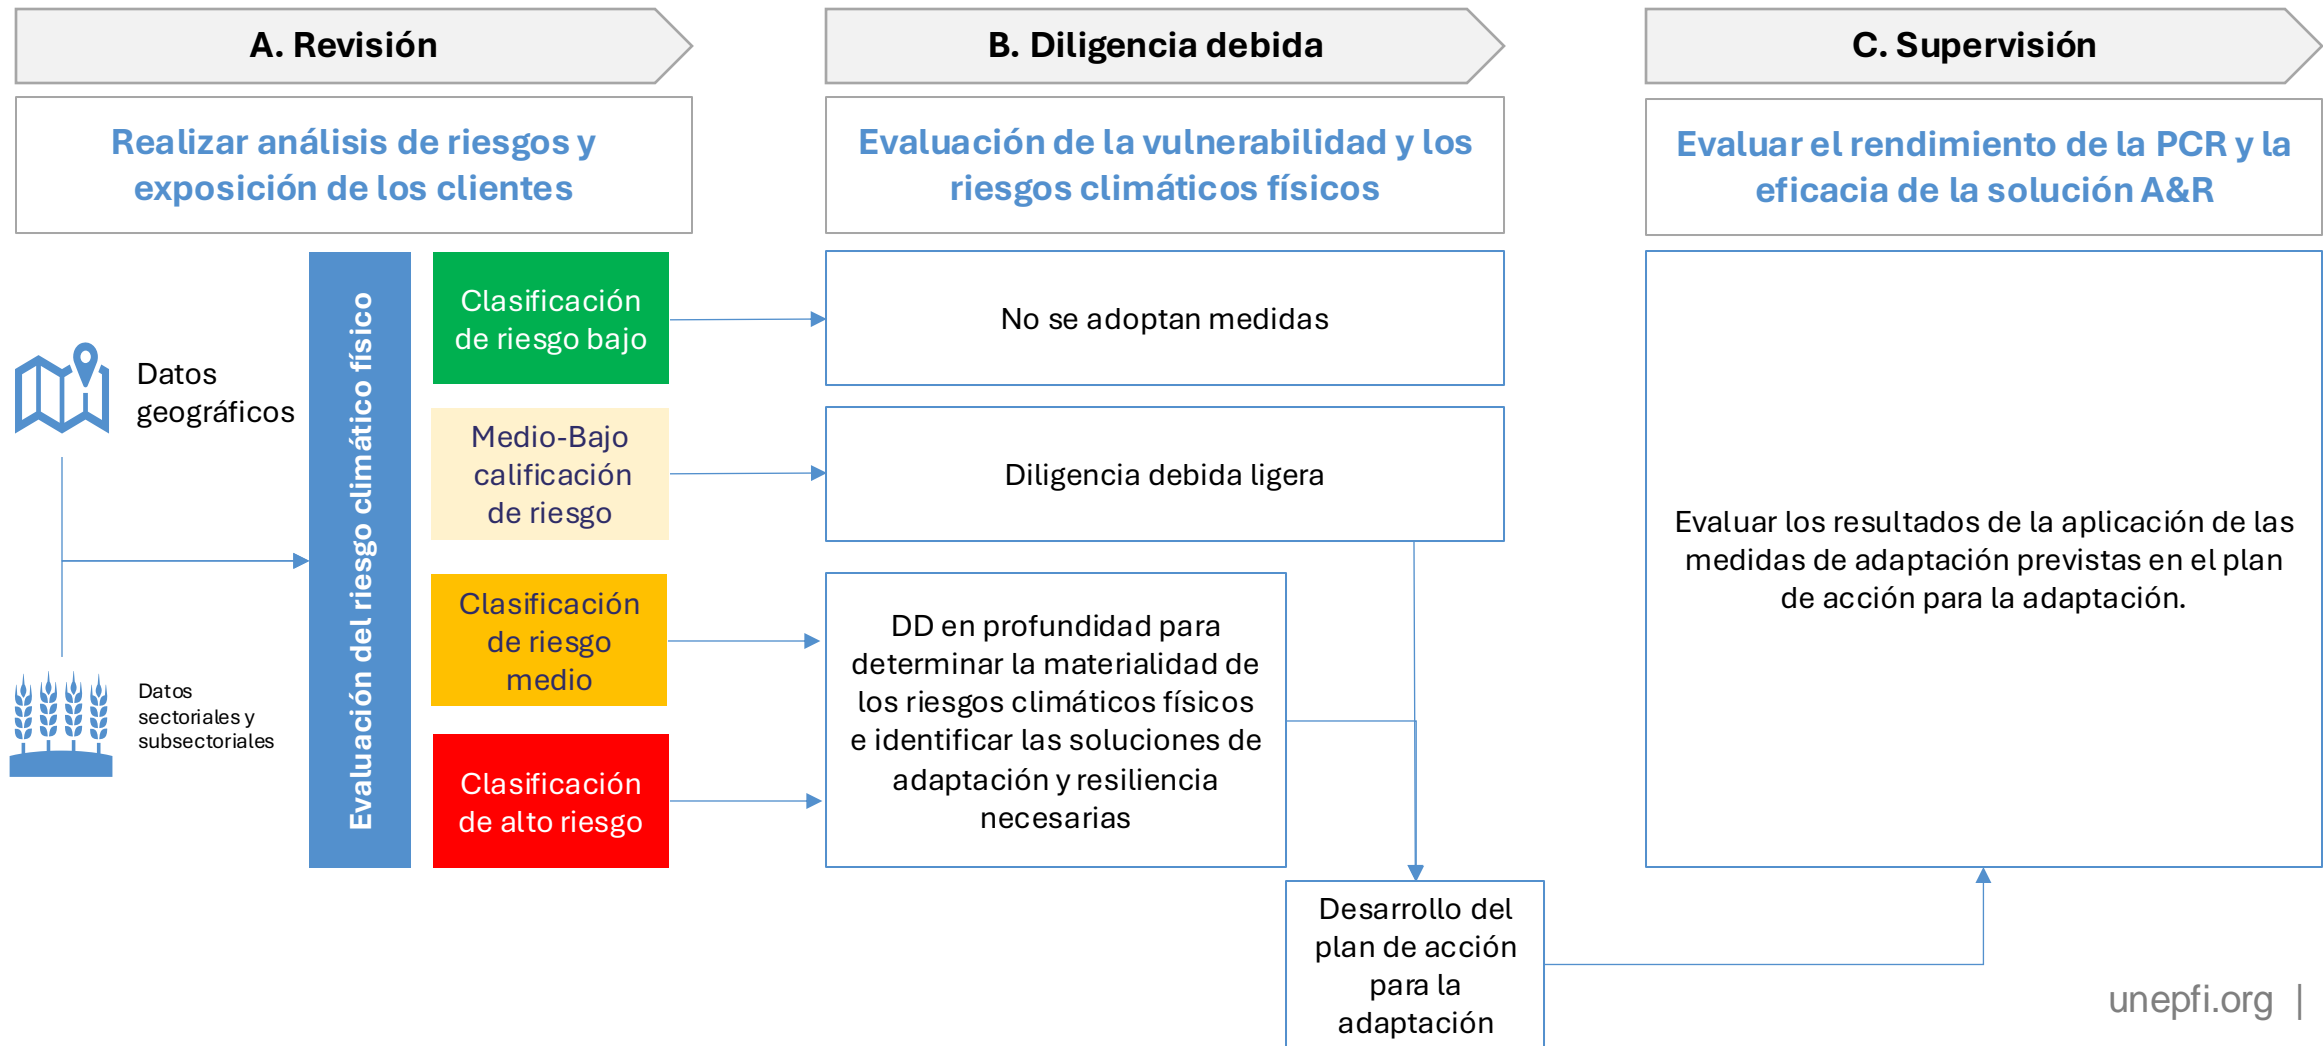 A. Revisión
B. Diligencia debida
C. Supervisión
Realizar análisis de riesgos y
exposición de los clientes
Evaluación de la vulnerabilidad y los
riesgos climáticos físicos
Evaluar el rendimiento de la PCR y la
eficacia de la solución A&R
Datos
geográficos
Datos
sectoriales y
subsectoriales
Evaluación del riesgo climático físico
Clasificación
de riesgo bajo
Medio-Bajo
calificación
de riesgo
Clasificación
de riesgo
medio
Clasificación
de alto riesgo
No se adoptan medidas
Diligencia debida ligera
DD en profundidad para
determinar la materialidad de
los riesgos climáticos físicos
e identificar las soluciones de
adaptación y resiliencia
necesarias
Desarrollo del
plan de acción
para la
adaptación
Evaluar los resultados de la aplicación de las
medidas de adaptación previstas en el plan
de acción para la adaptación.
unepfi.org |